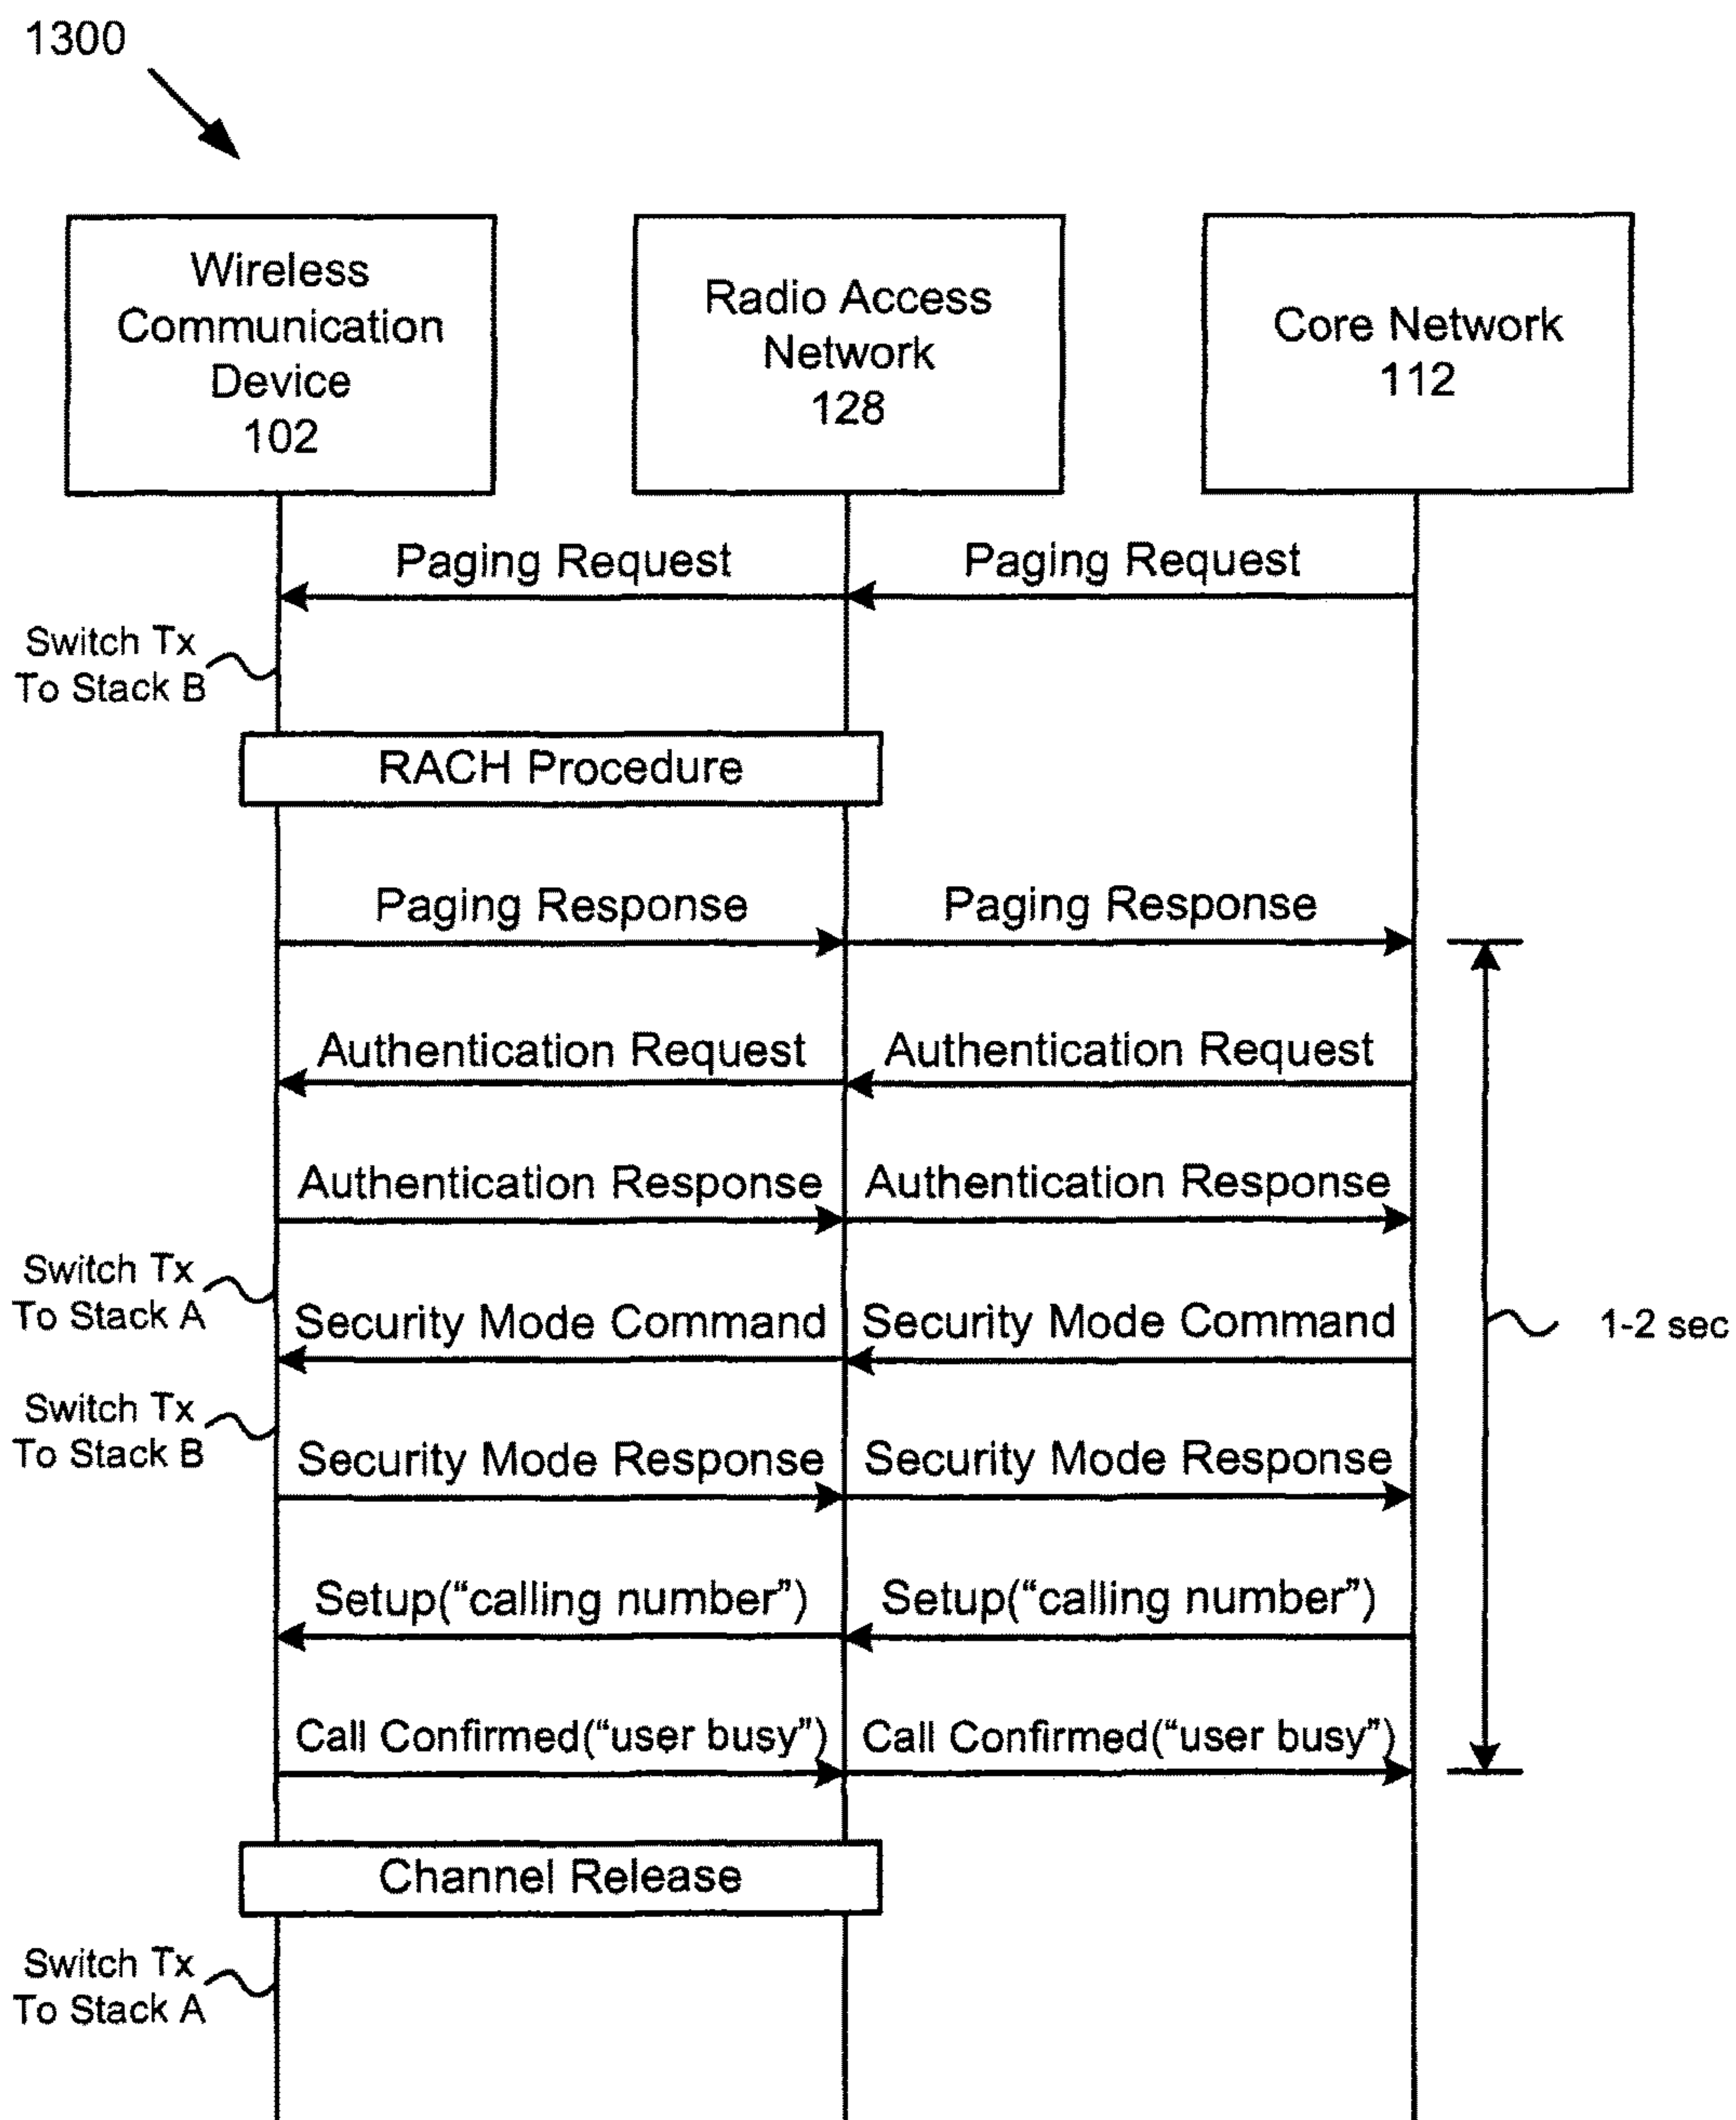 1300
Wireless
Communication
Device
102
Radio Access
Network
128
Core Network
112
Paging Request
Paging Request
Switch Tx
To Stack B
RACH Procedure
Paging Response
Paging Response
Authentication Request
Authentication Request
Authentication Response
Authentication Response
Switch Tx
To Stack A
Security Mode Command
Security Mode Command
1-2 sec
Switch Tx
To Stack B
Security Mode Response
Security Mode Response
Setup(“calling number”)
Setup(“calling number”)
Call Confirmed(“user busy”)
Call Confirmed(“user busy”)
Channel Release
Switch Tx
To Stack A